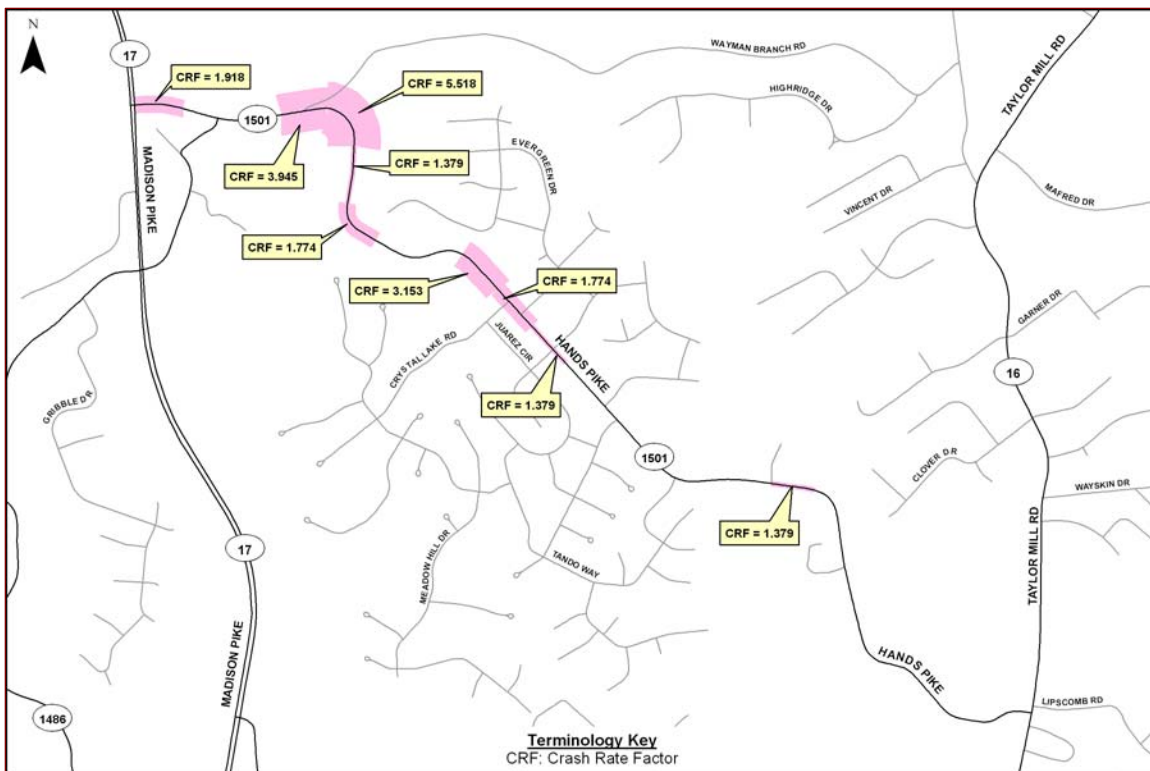 N
17
CRF = 1.918
CRF = 5.518
WAYMAN BRANCH RD
TAYLOR MILL RD
HIGHRIDGE DR
1501
CRF = 3.945
EVERGREEN DR
CRF = 1.379
MADISON PIKE
VINCENT DR
MAFRED DR
CRF = 1.774
CRF = 3.153
CRF = 1.774
GARNER DR
JUAREZ CIR
HANDS PIKE
CRYSTAL LAKE RD
16
GRIBBLE DR
CRF = 1.379
1501
CLOVER DR
WAYSKIN DR
CRF = 1.379
17
MEADOW HILL DR
TANDO WAY
TAYLOR MILL RD
MADISON PIKE
HANDS PIKE
LIPSCOMB RD
1486
Terminology Key
CRF: Crash Rate Factor